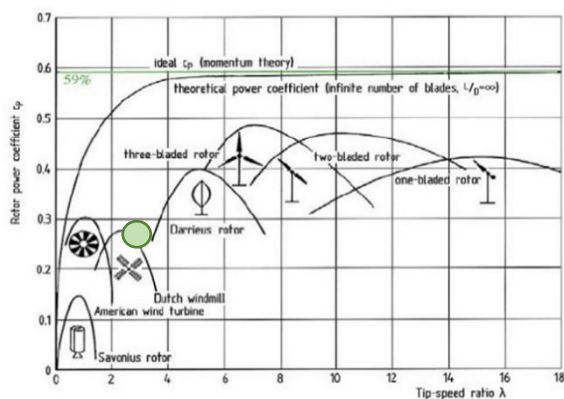 0.7
0.6
0.5
0.4
0.3
0.2
0.1
0
Rotor power coefficient cP
59%
ideal cP (momentum theory)
theoretical power coefficient (infinite number of blades, L/D=∞)
three-bladed rotor
two-bladed rotor
one-bladed rotor
Darrieus rotor
Dutch windmill
American wind turbine
Savonius rotor
0 2 4 6 8 10 12 14 16 18
Tip-speed ratio λ